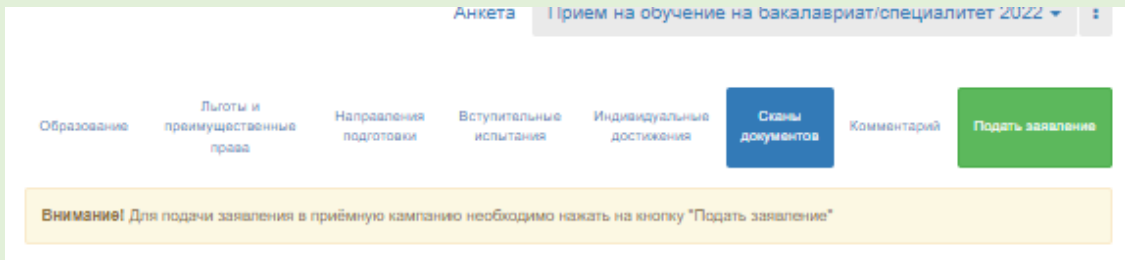 Анкета Прием на обучение на бакалавриат/специалитет 2022
Образование
Льготы и
преимущественные
права
Направления
подготовки
Вступительные
испытания
Индивидуальные
достижения
Сканы
документов
Комментарий
Подать заявление
Внимание! Для подачи заявления в приёмную кампанию необходимо нажать на кнопку "Подать заявление"